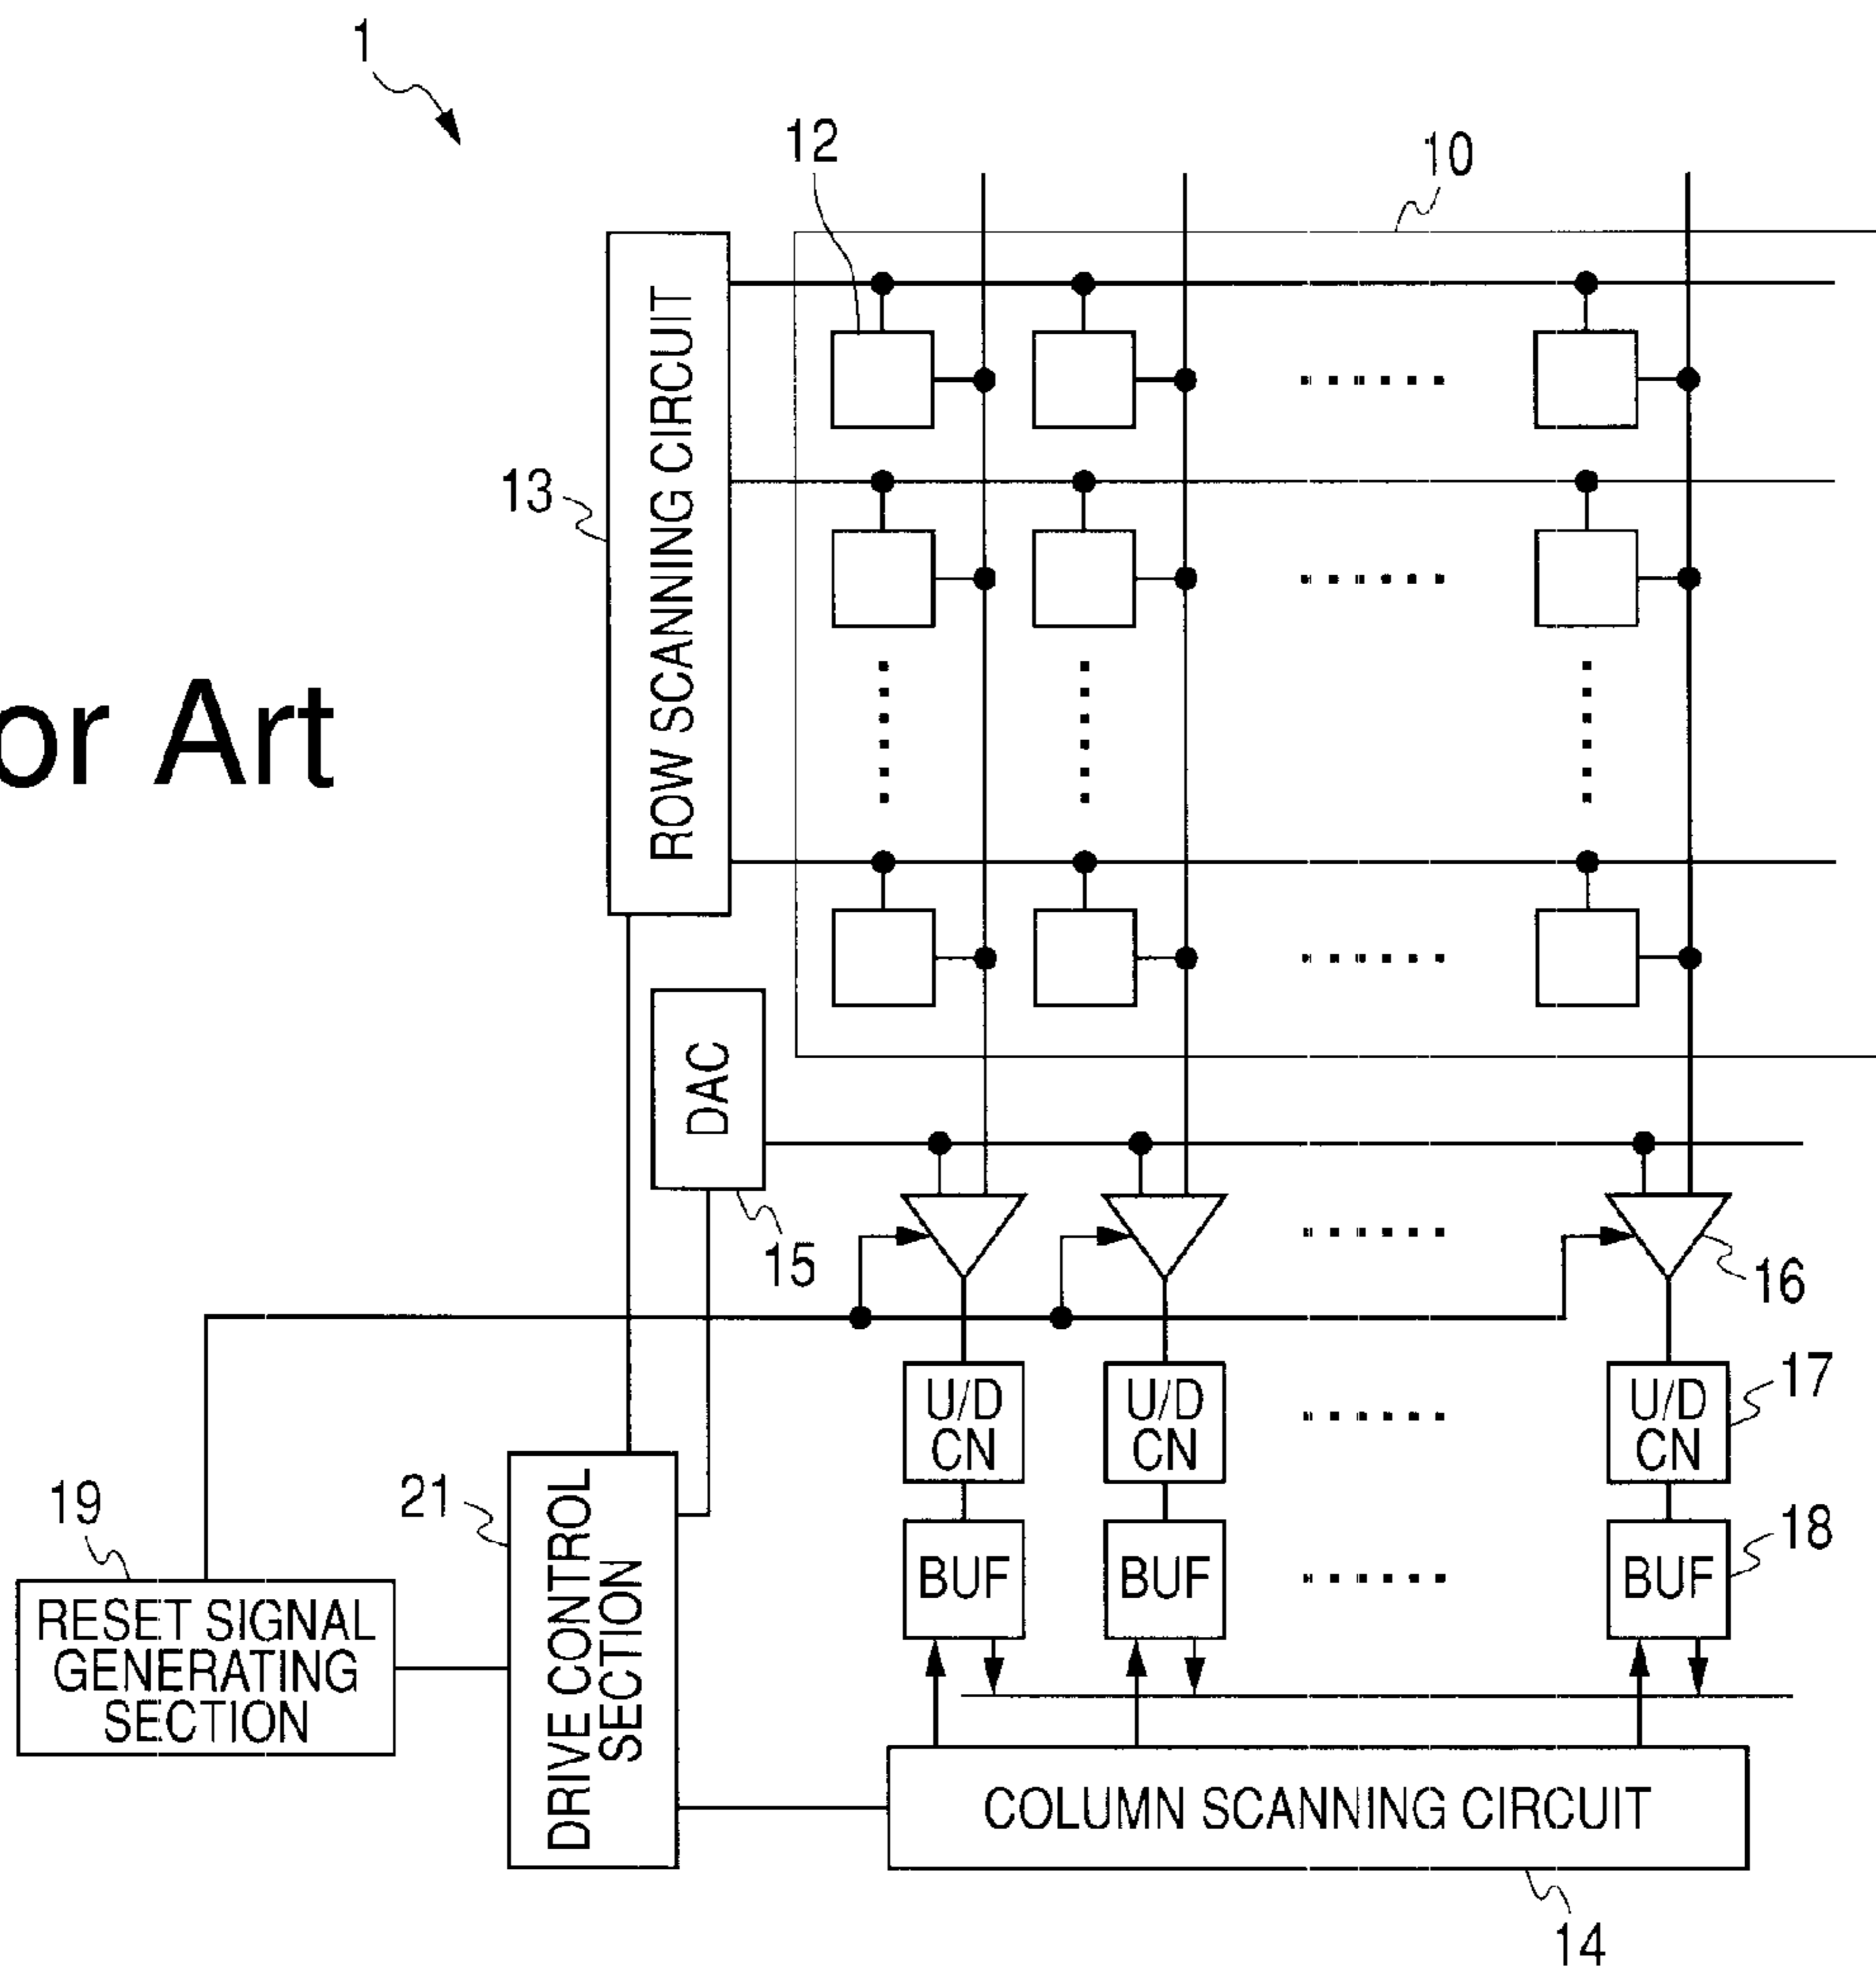 1
12
10
13
ROW SCANNING CIRCUIT
or Art
DAC
15
16
U/D
CN
U/D
CN
U/D
CN
17
19
21
BUF
BUF
BUF
18
RESET SIGNAL
GENERATING
SECTION
DRIVE CONTROL
SECTION
COLUMN SCANNING CIRCUIT
14